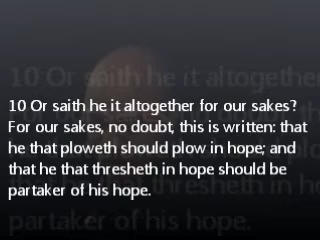 10 Or saith he it altogether for our sakes?
For our sakes, no doubt, this is written: that
he that ploweth should plow in hope; and
that he that thresheth in hope should be
partaker of his hope.